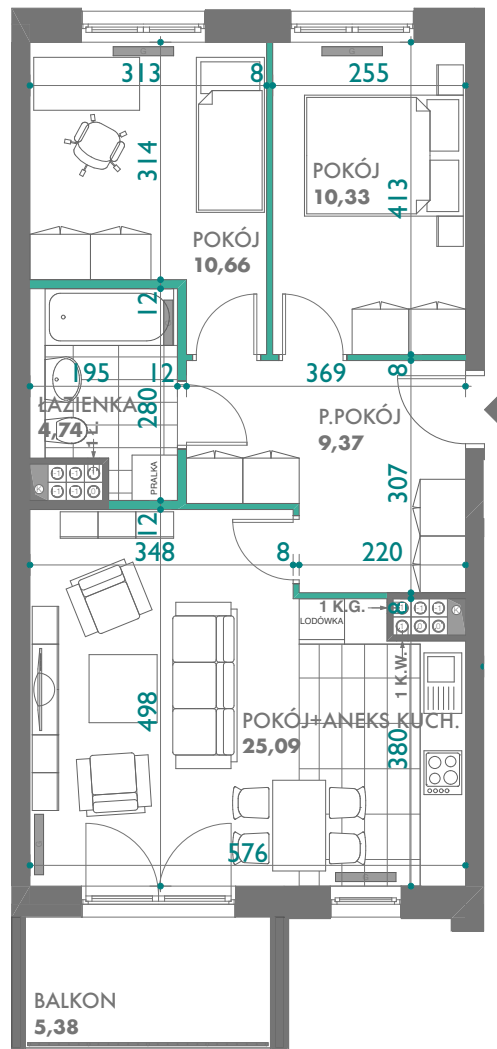 313
8
255
314
413
POKÓJ
10,33
POKÓJ
10,66
12
195
12
369
8
ŁAZIENKA
4,74
280
P.POKÓJ
9,37
PRALKA
307
12
348
8
220
1 K.G.
8
LODÓWKA
1 K.W.
498
POKÓJ+ANEKS KUCH.
25,09
380
576
BALKON
5,38